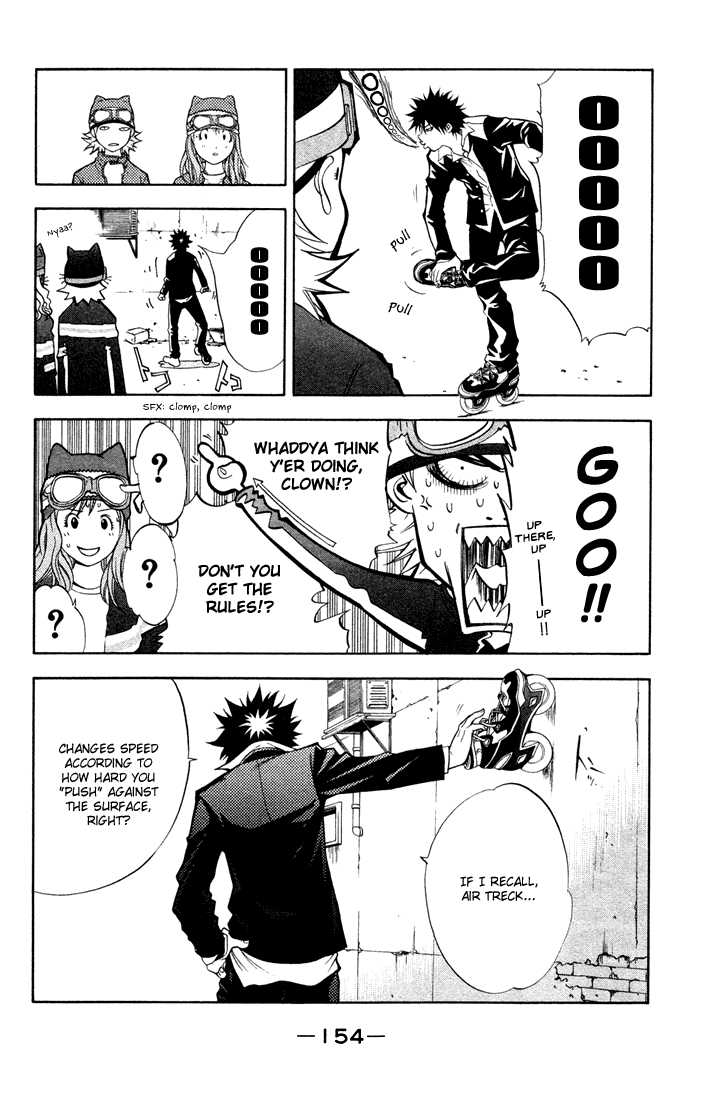 OOOOO
Pull
Pull
OOOOO
Nyaa?
SFX: clomp, clomp
GOO!!
UP
THERE,
UP
UP
!!
WHADDYA THINK
Y'ER DOING,
CLOWN!?
DON'T YOU
GET THE
RULES!?
?
?
?
IF I RECALL,
AIR TRECK...
CHANGES SPEED
ACCORDING TO
HOW HARD YOU
"PUSH" AGAINST
THE SURFACE,
RIGHT?
—154—